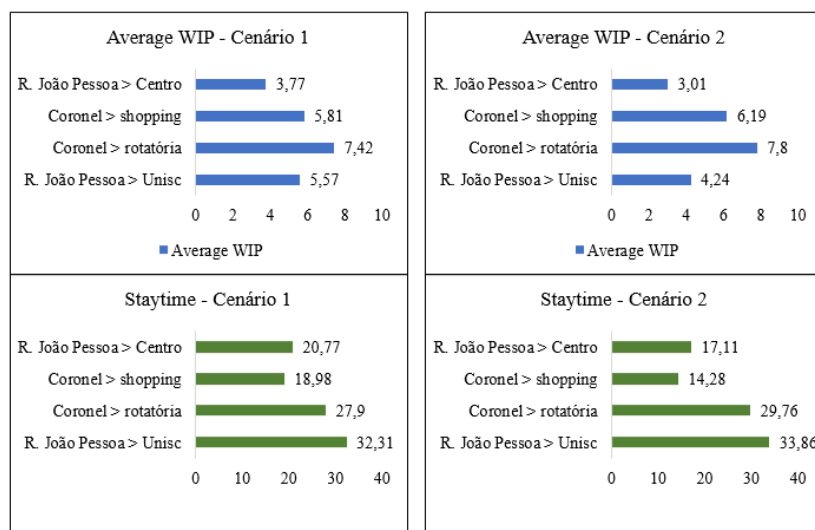 Average WIP - Cenário 1
R. João Pessoa > Centro 3,77
Coronel > shopping 5,81
Coronel > rotatória 7,42
R. João Pessoa > Unisc 5,57
0 2 4 6 8 10
Average WIP
Average WIP - Cenário 2
R. João Pessoa > Centro 3,01
Coronel > shopping 6,19
Coronel > rotatória 7,8
R. João Pessoa > Unisc 4,24
0 2 4 6 8 10
Average WIP
Staytime - Cenário 1
R. João Pessoa > Centro 20,77
Coronel > shopping 18,98
Coronel > rotatória 27,9
R. João Pessoa > Unisc 32,31
0 10 20 30 40
Staytime - Cenário 2
R. João Pessoa > Centro 17,11
Coronel > shopping 14,28
Coronel > rotatória 29,76
R. João Pessoa > Unisc 33,86
0 10 20 30 40